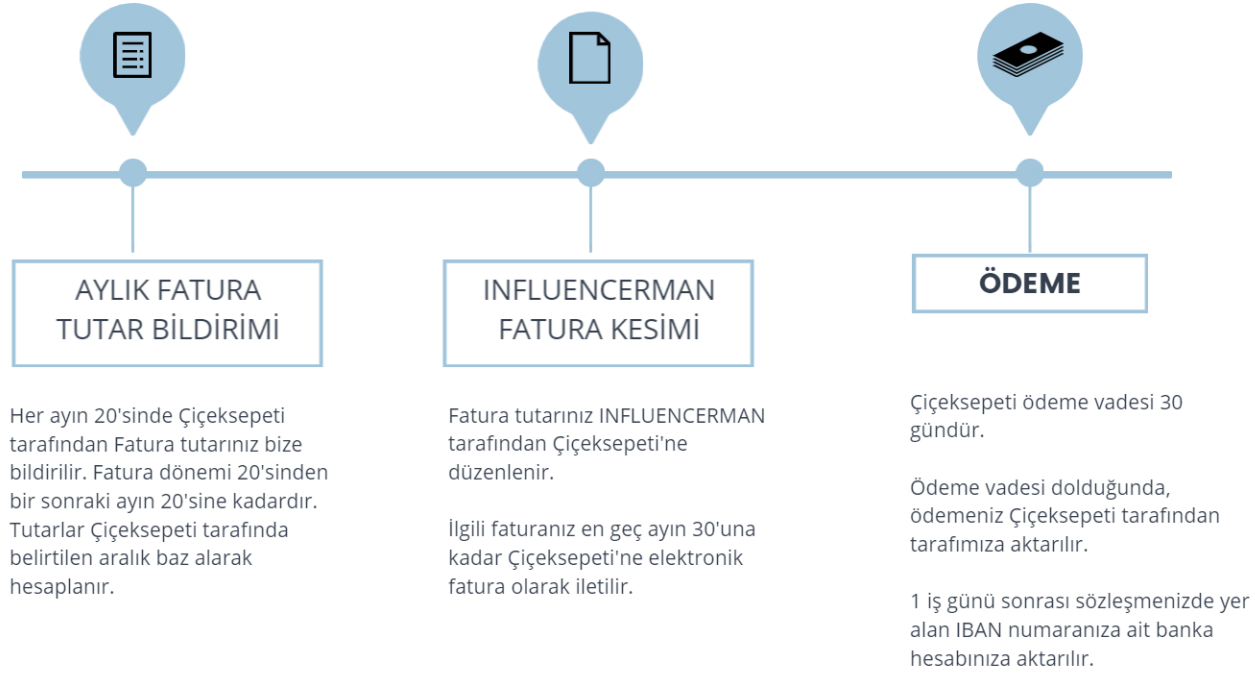 AYLIK FATURA
TUTAR BİLDİRİMİ
Her ayın 20'sinde Çiçeksepeti
tarafından Fatura tutarınız bize
bildirilir. Fatura dönemi 20'sinden
bir sonraki ayın 20'sine kadardır.
Tutarlar Çiçeksepeti tarafında
belirtilen aralık baz alarak
hesaplanır.
INFLUENCERMAN
FATURA KESİMİ
Fatura tutarınız INFLUENCERMAN
tarafından Çiçeksepeti'ne
düzenlenir.
İlgili faturanız en geç ayın 30'una
kadar Çiçeksepeti'ne elektronik
fatura olarak iletilir.
ÖDEME
Çiçeksepeti ödeme vadesi 30
gündür.
Ödeme vadesi dolduğunda,
ödemeniz Çiçeksepeti tarafından
tarafımıza aktarılır.
1 iş günü sonrası sözleşmenizde yer
alan IBAN numaranıza ait banka
hesabınıza aktarılır.